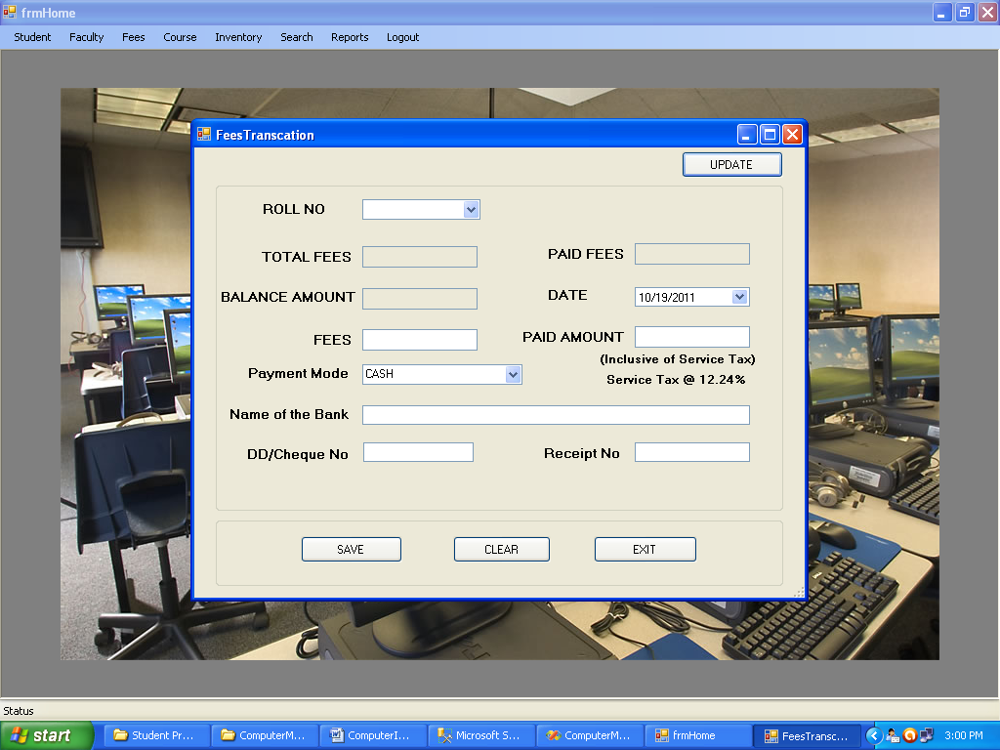 frmHome
Student Faculty Fees Course Inventory Search Reports Logout
FeesTranscation
UPDATE
ROLL NO
TOTAL FEES PAID FEES
BALANCE AMOUNT DATE 10/19/2011
FEES PAID AMOUNT
(Inclusive of Service Tax)
Payment Mode CASH
Service Tax @ 12.24%
Name of the Bank
DD/Cheque No Receipt No
SAVE CLEAR EXIT
Status
start Student Pr... ComputerM... ComputerI... Microsoft S... ComputerM... frmHome FeesTransc... 3:00 PM